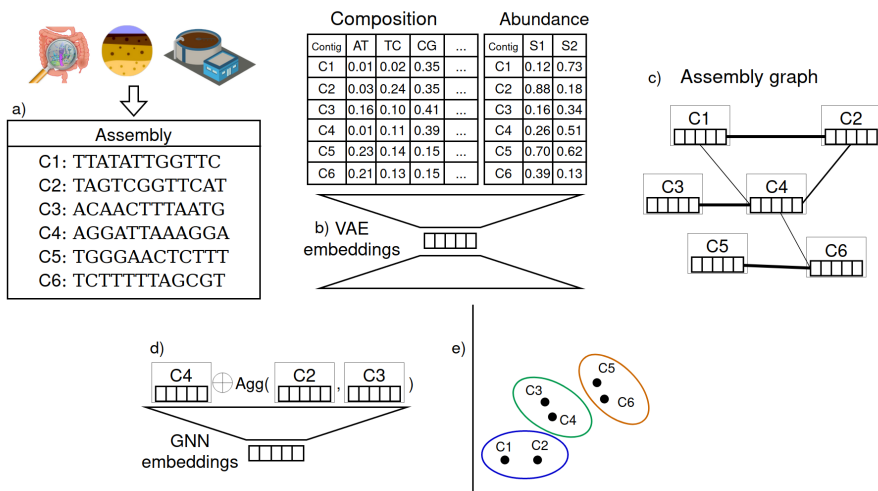 a)
Assembly
C1: TTATATTGGTTC
C2: TAGTCGGTTCAT
C3: ACAACTTTAATG
C4: AGGATTAAAGGA
C5: TGGGAACTCTTT
C6: TCTTTTTAGCGT
Composition
Contig AT TC CG ...
C1 0.01 0.02 0.35 ...
C2 0.03 0.24 0.35 ...
C3 0.16 0.10 0.41 ...
C4 0.01 0.11 0.39 ...
C5 0.23 0.14 0.15 ...
C6 0.21 0.13 0.15 ...
Abundance
Contig S1 S2
C1 0.12 0.73
C2 0.88 0.18
C3 0.16 0.34
C4 0.26 0.51
C5 0.70 0.62
C6 0.39 0.13
b) VAE
embeddings
c) Assembly graph
C1 C2
C3 C4
C5 C6
d)
C4 ⊕ Agg( C2 , C3 )
GNN
embeddings
e)
C5
C6
C3
C4
C1 C2